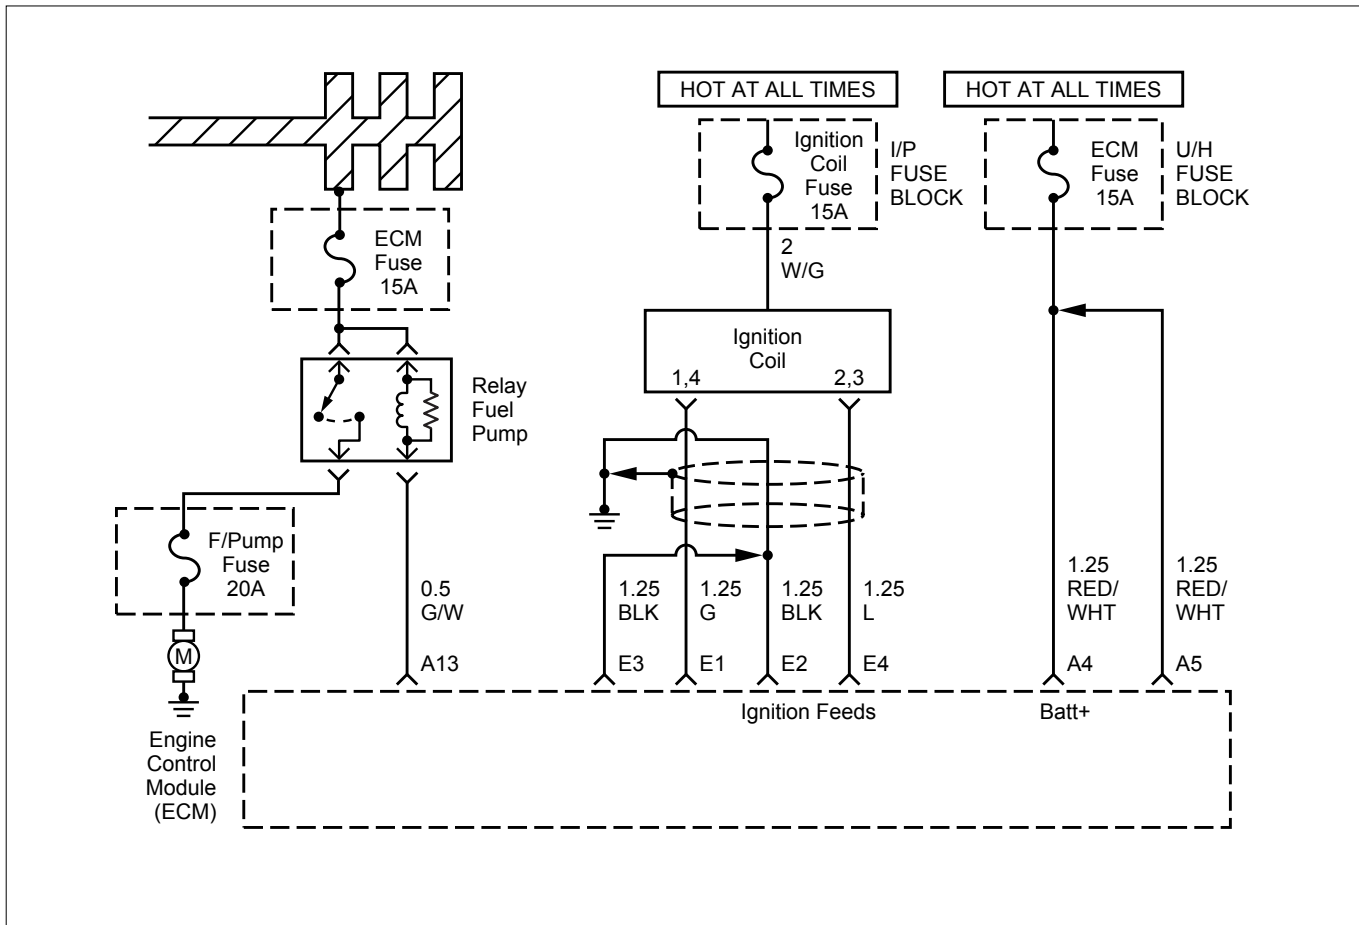 HOT AT ALL TIMES
HOT AT ALL TIMES
Ignition
Coil
Fuse
15A
I/P
FUSE
BLOCK
ECM
Fuse
15A
U/H
FUSE
BLOCK
ECM
Fuse
15A
2
W/G
Ignition
Coil
1,4
2,3
Relay
Fuel
Pump
F/Pump
Fuse
20A
M
0.5
G/W
1.25
BLK
1.25
G
1.25
BLK
1.25
L
1.25
RED/
WHT
1.25
RED/
WHT
A13
E3
E1
E2
E4
A4
A5
Ignition Feeds
Batt+
Engine
Control
Module
(ECM)